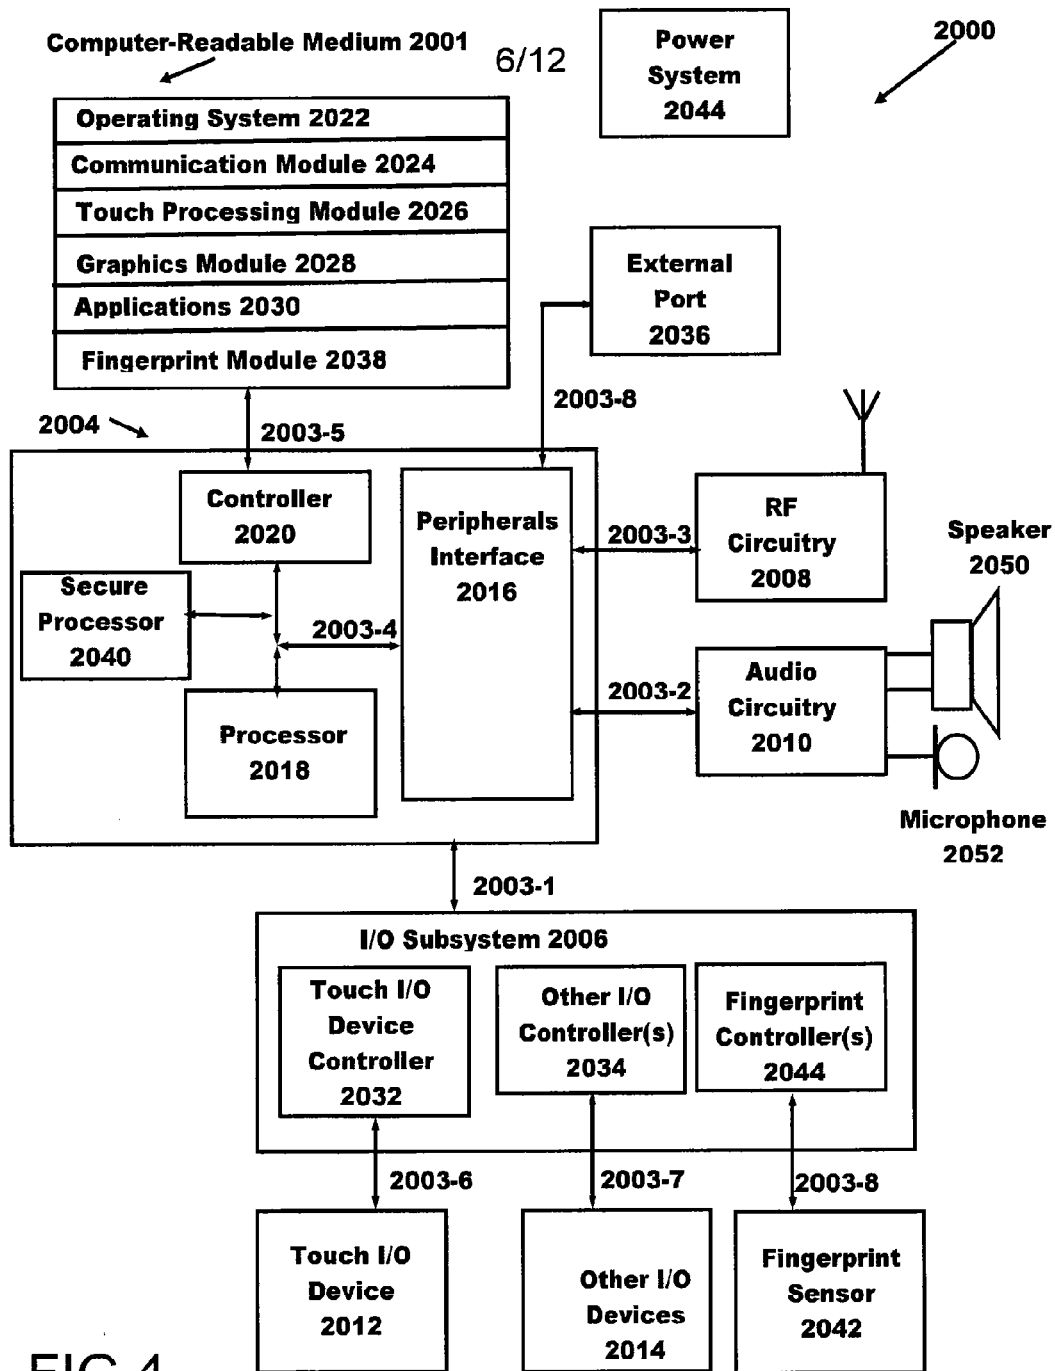 Computer-Readable Medium 2001
6/12
Power
System
2044
2000
Operating System 2022
Communication Module 2024
Touch Processing Module 2026
Graphics Module 2028
Applications 2030
Fingerprint Module 2038
External
Port
2036
2003-8
2004
2003-5
Controller
2020
Peripherals
Interface
2016
2003-3
RF
Circuitry
2008
Speaker
2050
Secure
Processor
2040
2003-4
2003-2
Audio
Circuitry
2010
Processor
2018
Microphone
2052
2003-1
I/O Subsystem 2006
Touch I/O
Device
Controller
2032
Other I/O
Controller(s)
2034
Fingerprint
Controller(s)
2044
2003-6
2003-7
2003-8
Touch I/O
Device
2012
Other I/O
Devices
2014
Fingerprint
Sensor
2042
FIG 4